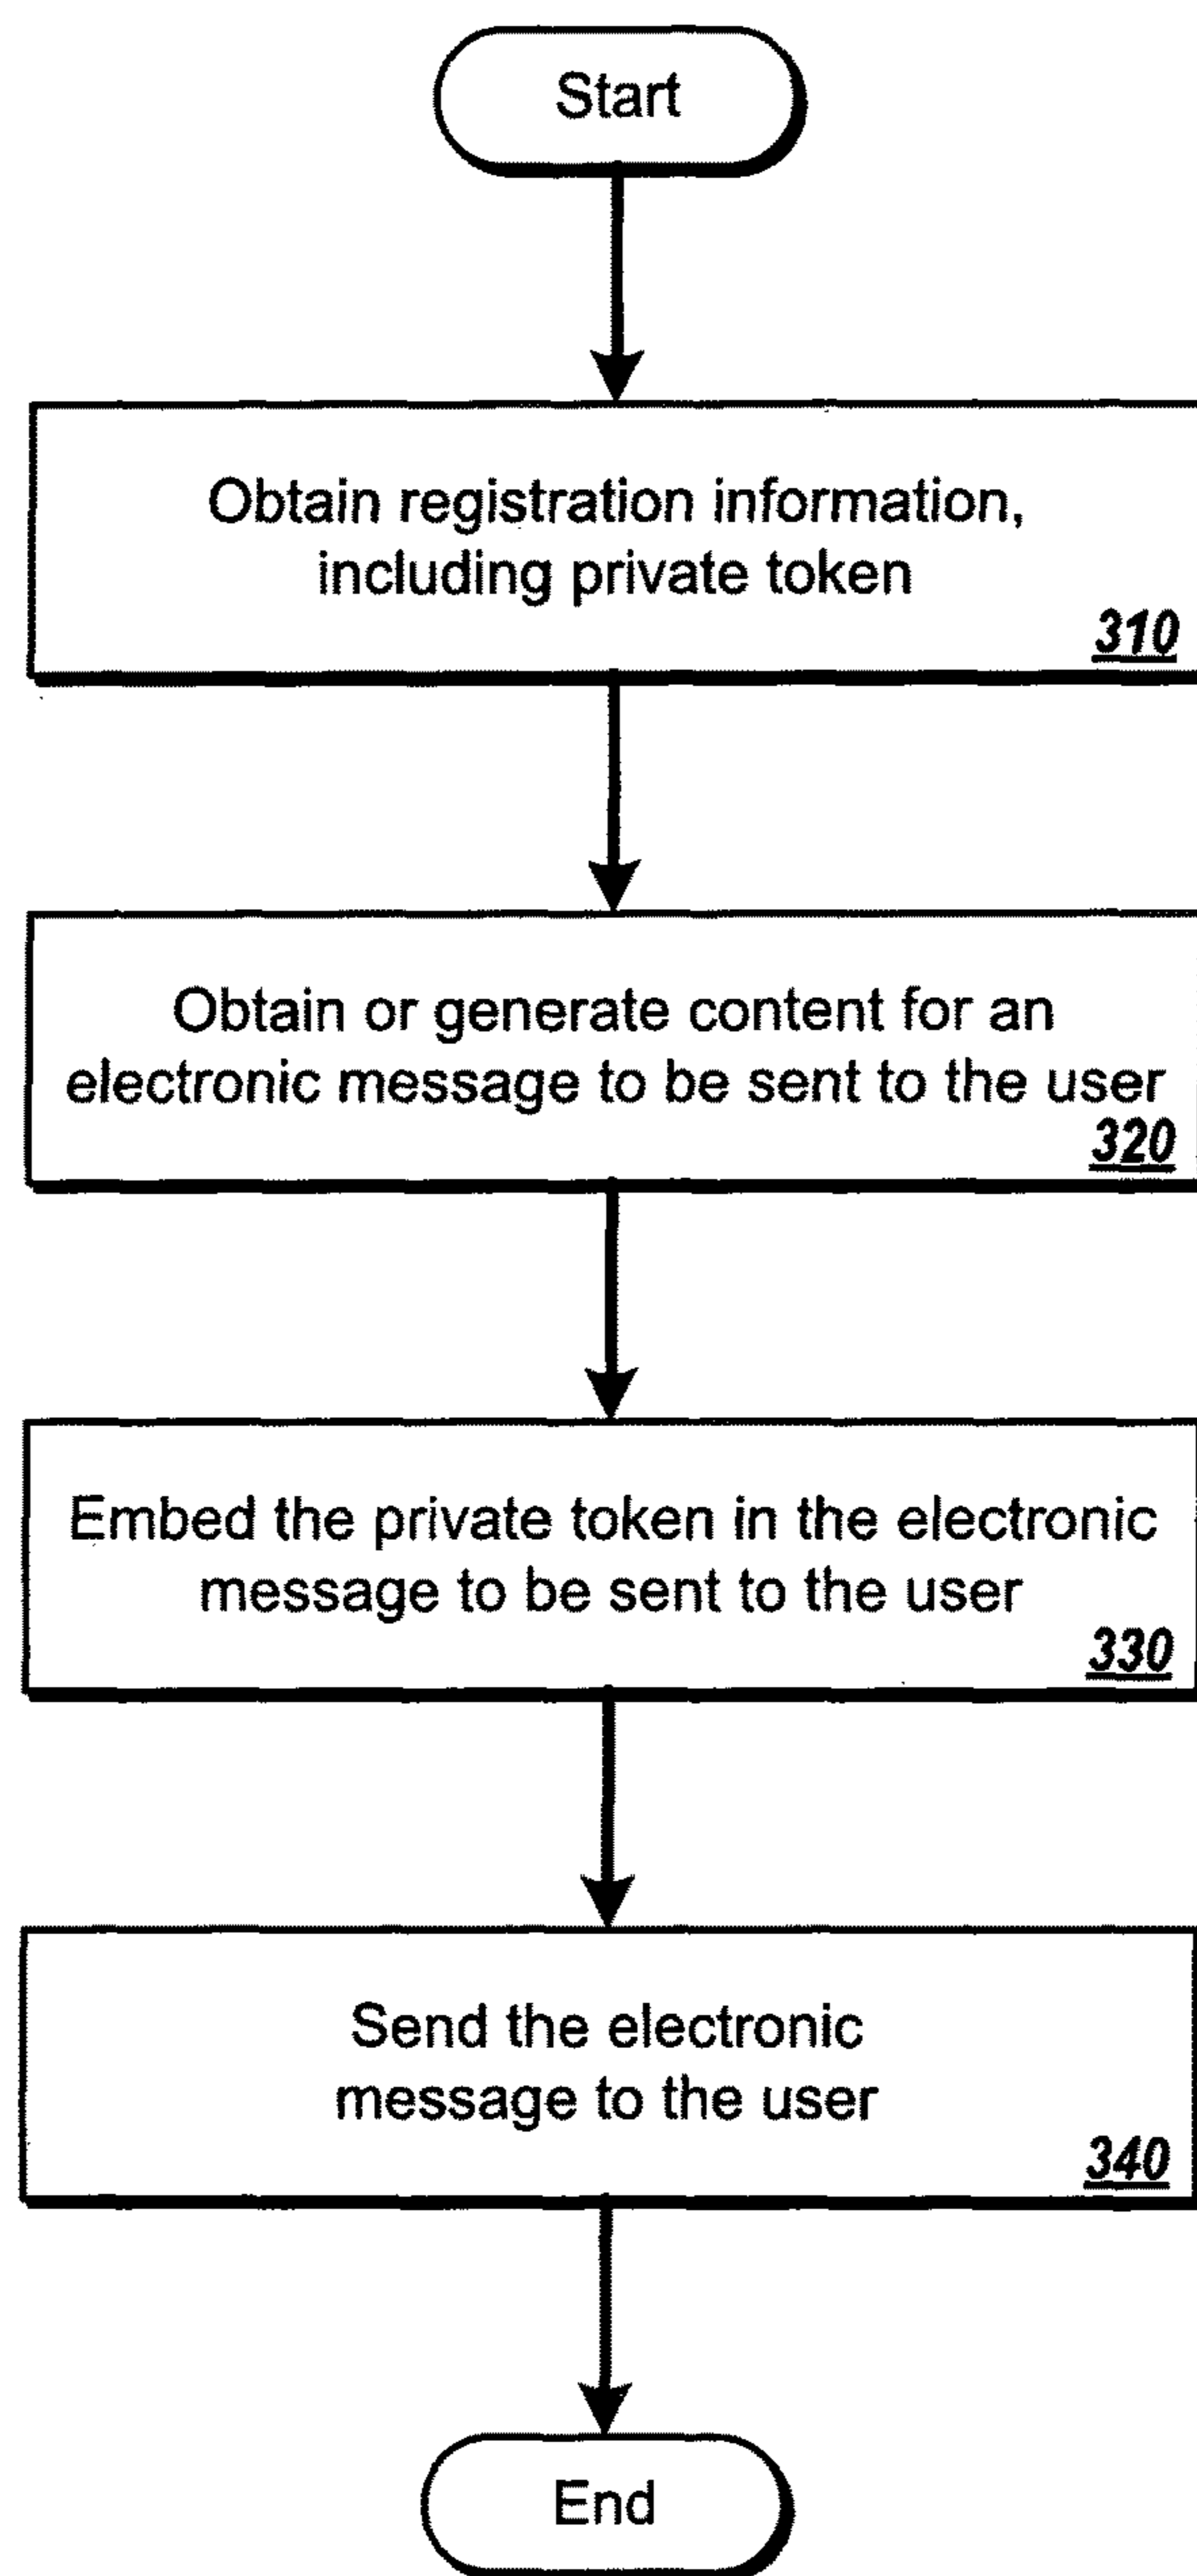 Start
Obtain registration information,
including private token
310
Obtain or generate content for an
electronic message to be sent to the user
320
Embed the private token in the electronic
message to be sent to the user
330
Send the electronic
message to the user
340
End